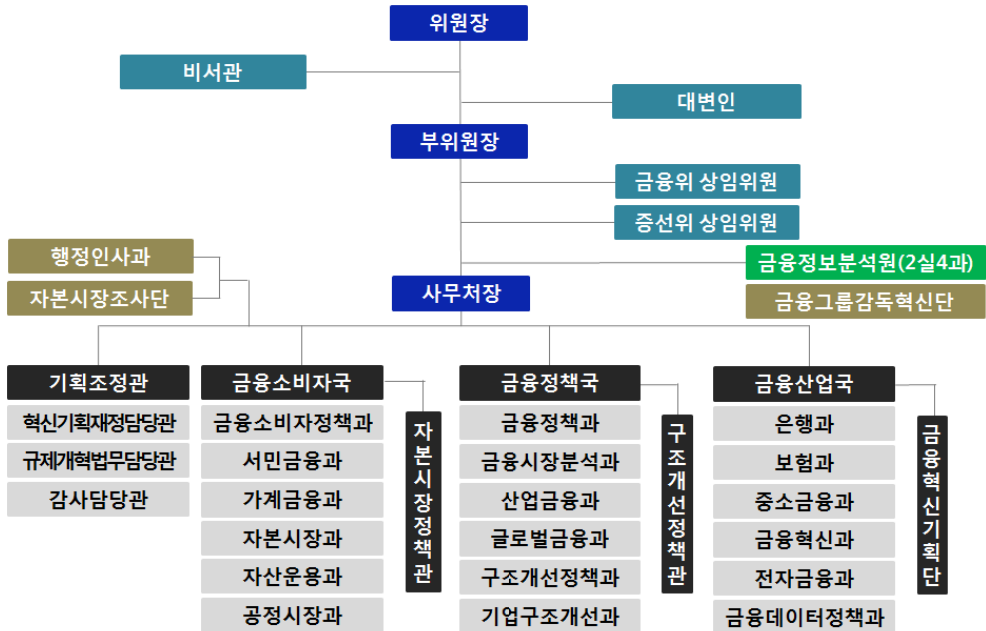 위원장
비서관
대변인
부위원장
금융위 상임위원
증선위 상임위원
행정인사과
자본시장조사단
금융정보분석원(2실4과)
금융그룹감독혁신단
사무처장
기획조정관
혁신기획재정담당관
규제개혁법무담당관
감사담당관
금융소비자국
금융소비자정책과
서민금융과
가계금융과
자본시장과
자산운용과
공정시장과
자본시장정책관
금융정책국
금융정책과
금융시장분석과
산업금융과
글로벌금융과
구조개선정책과
기업구조개선과
구조개선정책관
금융산업국
은행과
보험과
중소금융과
금융혁신과
전자금융과
금융데이터정책과
금융혁신기획단